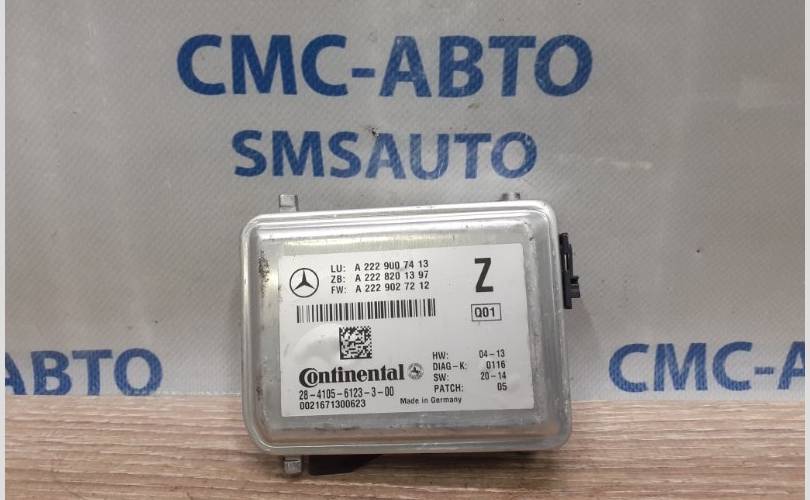 СМС-АВТО
SMSAUTO
LU: A 222 900 74 13
ZB: A 222 820 13 97
FW: A 222 902 72 12
Z
Q01
Continental
HW: 04-13
DIAG-K: 0116
SW: 20-14
PATCH: 05
28-4105-6123-3-00
0021671300623
Made in Germany
АВТО
СМС-А